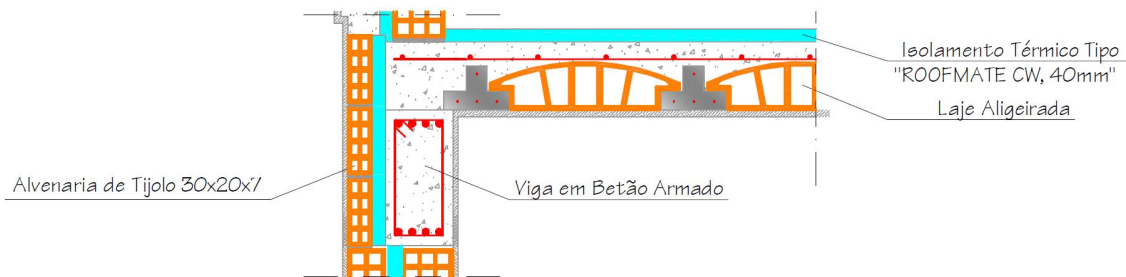 Isolamento Térmico Tipo
"ROOFMATE CW, 40mm"
Laje Aligeirada
Alvenaria de Tijolo 30x20x7
Viga em Betão Armado